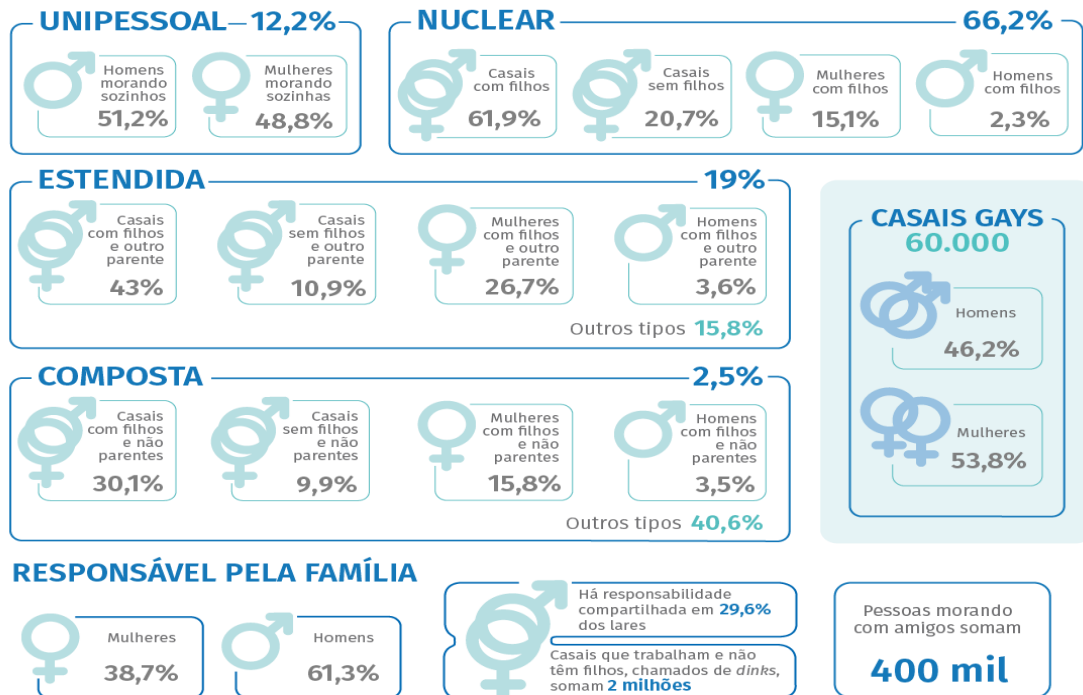 UNIPESSOAL 12,2%
Homens
morando
sozinhos
51,2%
Mulheres
morando
sozinhas
48,8%
NUCLEAR 66,2%
Casais
com filhos
61,9%
Casais
sem filhos
20,7%
Mulheres
com filhos
15,1%
Homens
com filhos
2,3%
ESTENDIDA 19%
Casais
com filhos
e outro
parente
43%
Casais
sem filhos
e outro
parente
10,9%
Mulheres
com filhos
e outro
parente
26,7%
Homens
com filhos
e outro
parente
3,6%
Outros tipos 15,8%
COMPOSTA 2,5%
Casais
com filhos
e não
parentes
30,1%
Casais
sem filhos
e não
parentes
9,9%
Mulheres
com filhos
e não
parentes
15,8%
Homens
com filhos
e não
parentes
3,5%
Outros tipos 40,6%
CASAIS GAYS
60.000
Homens
46,2%
Mulheres
53,8%
RESPONSÁVEL PELA FAMÍLIA
Mulheres
38,7%
Homens
61,3%
Há responsabilidade
compartilhada em 29,6%
dos lares
Casais que trabalham e não
têm filhos, chamados de dinks,
somam 2 milhões
Pessoas morando
com amigos somam
400 mil